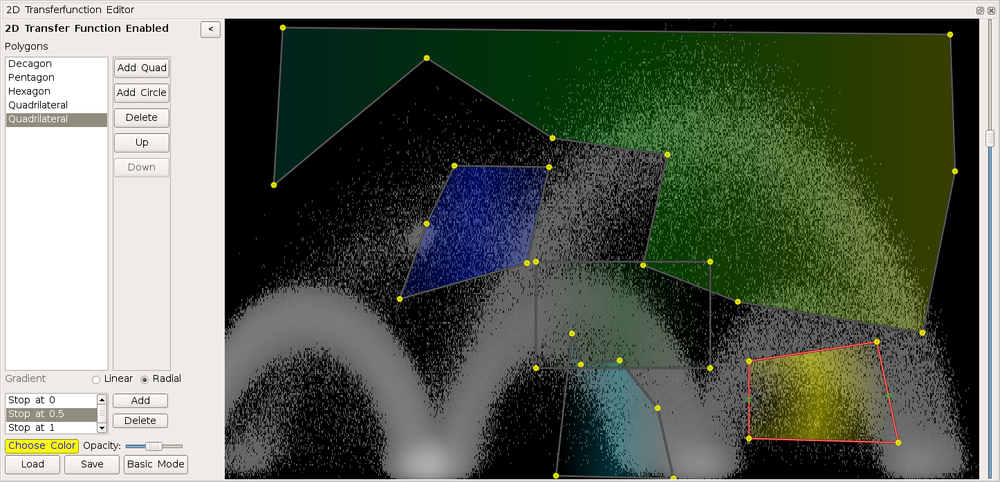 2D Transferfunction Editor
2D Transfer Function Enabled
<
Polygons
Decagon
Pentagon
Hexagon
Quadrilateral
Quadrilateral
Add Quad
Add Circle
Delete
Up
Down
Gradient Linear Radial
Stop at 0
Stop at 0.5
Stop at 1
Add
Delete
Choose Color Opacity:
Load Save Basic Mode